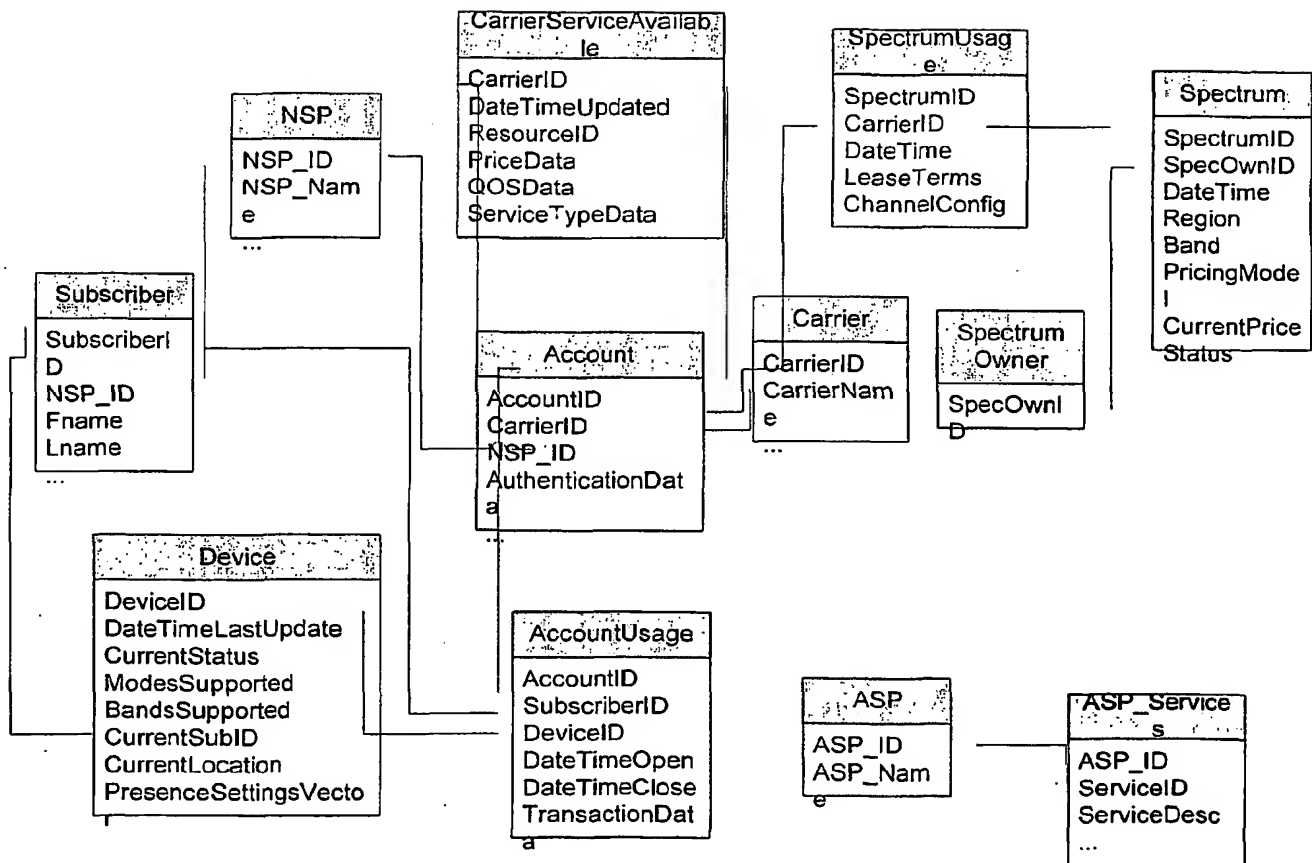 CarrierServiceAvailab
le
CarrierID
DateTimeUpdated
ResourceID
PriceData
QOSData
ServiceTypeData
SpectrumUsag
e
SpectrumID
CarrierID
DateTime
LeaseTerms
ChannelConfig
Spectrum
SpectrumID
SpecOwnID
DateTime
Region
Band
PricingMode
l
CurrentPrice
Status
NSP
NSP_ID
NSP_Nam
e
...
Subscriber
SubscriberI
D
NSP_ID
Fname
Lname
...
Account
AccountID
CarrierID
NSP_ID
AuthenticationDat
a
...
Carrier
CarrierID
CarrierNam
e
...
Spectrum
Owner
SpecOwnI
D
Device
DeviceID
DateTimeLastUpdate
CurrentStatus
ModesSupported
BandsSupported
CurrentSubID
CurrentLocation
PresenceSettingsVecto
r
AccountUsage
AccountID
SubscriberID
DeviceID
DateTimeOpen
DateTimeClose
TransactionDat
a
ASP
ASP_ID
ASP_Nam
e
ASP_Service
s
ASP_ID
ServiceID
ServiceDesc
...